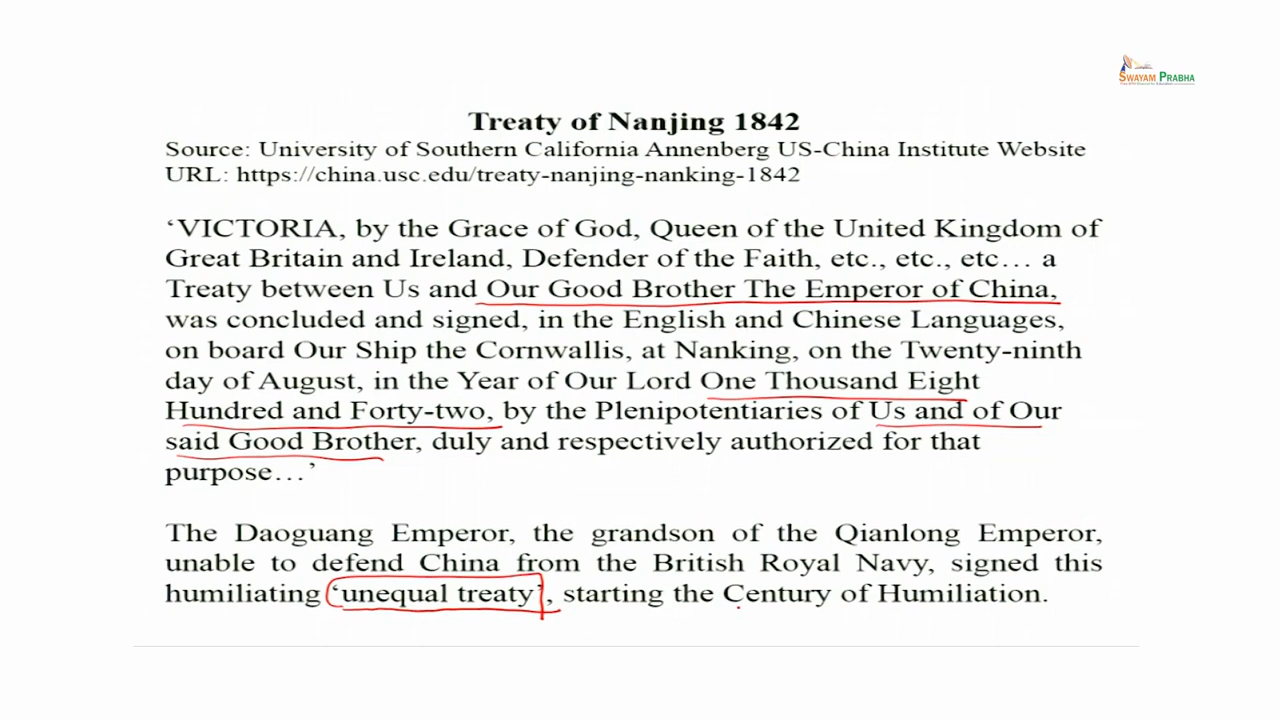 SWAYAM PRABHA
Treaty of Nanjing 1842
Source: University of Southern California Annenberg US-China Institute Website
URL: https://china.usc.edu/treaty-nanjing-nanking-1842
‘VICTORIA, by the Grace of God, Queen of the United Kingdom of
Great Britain and Ireland, Defender of the Faith, etc., etc., etc… a
Treaty between Us and Our Good Brother The Emperor of China,
was concluded and signed, in the English and Chinese Languages,
on board Our Ship the Cornwallis, at Nanking, on the Twenty-ninth
day of August, in the Year of Our Lord One Thousand Eight
Hundred and Forty-two, by the Plenipotentiaries of Us and of Our
said Good Brother, duly and respectively authorized for that
purpose…’
The Daoguang Emperor, the grandson of the Qianlong Emperor,
unable to defend China from the British Royal Navy, signed this
humiliating ‘unequal treaty’, starting the Century of Humiliation.